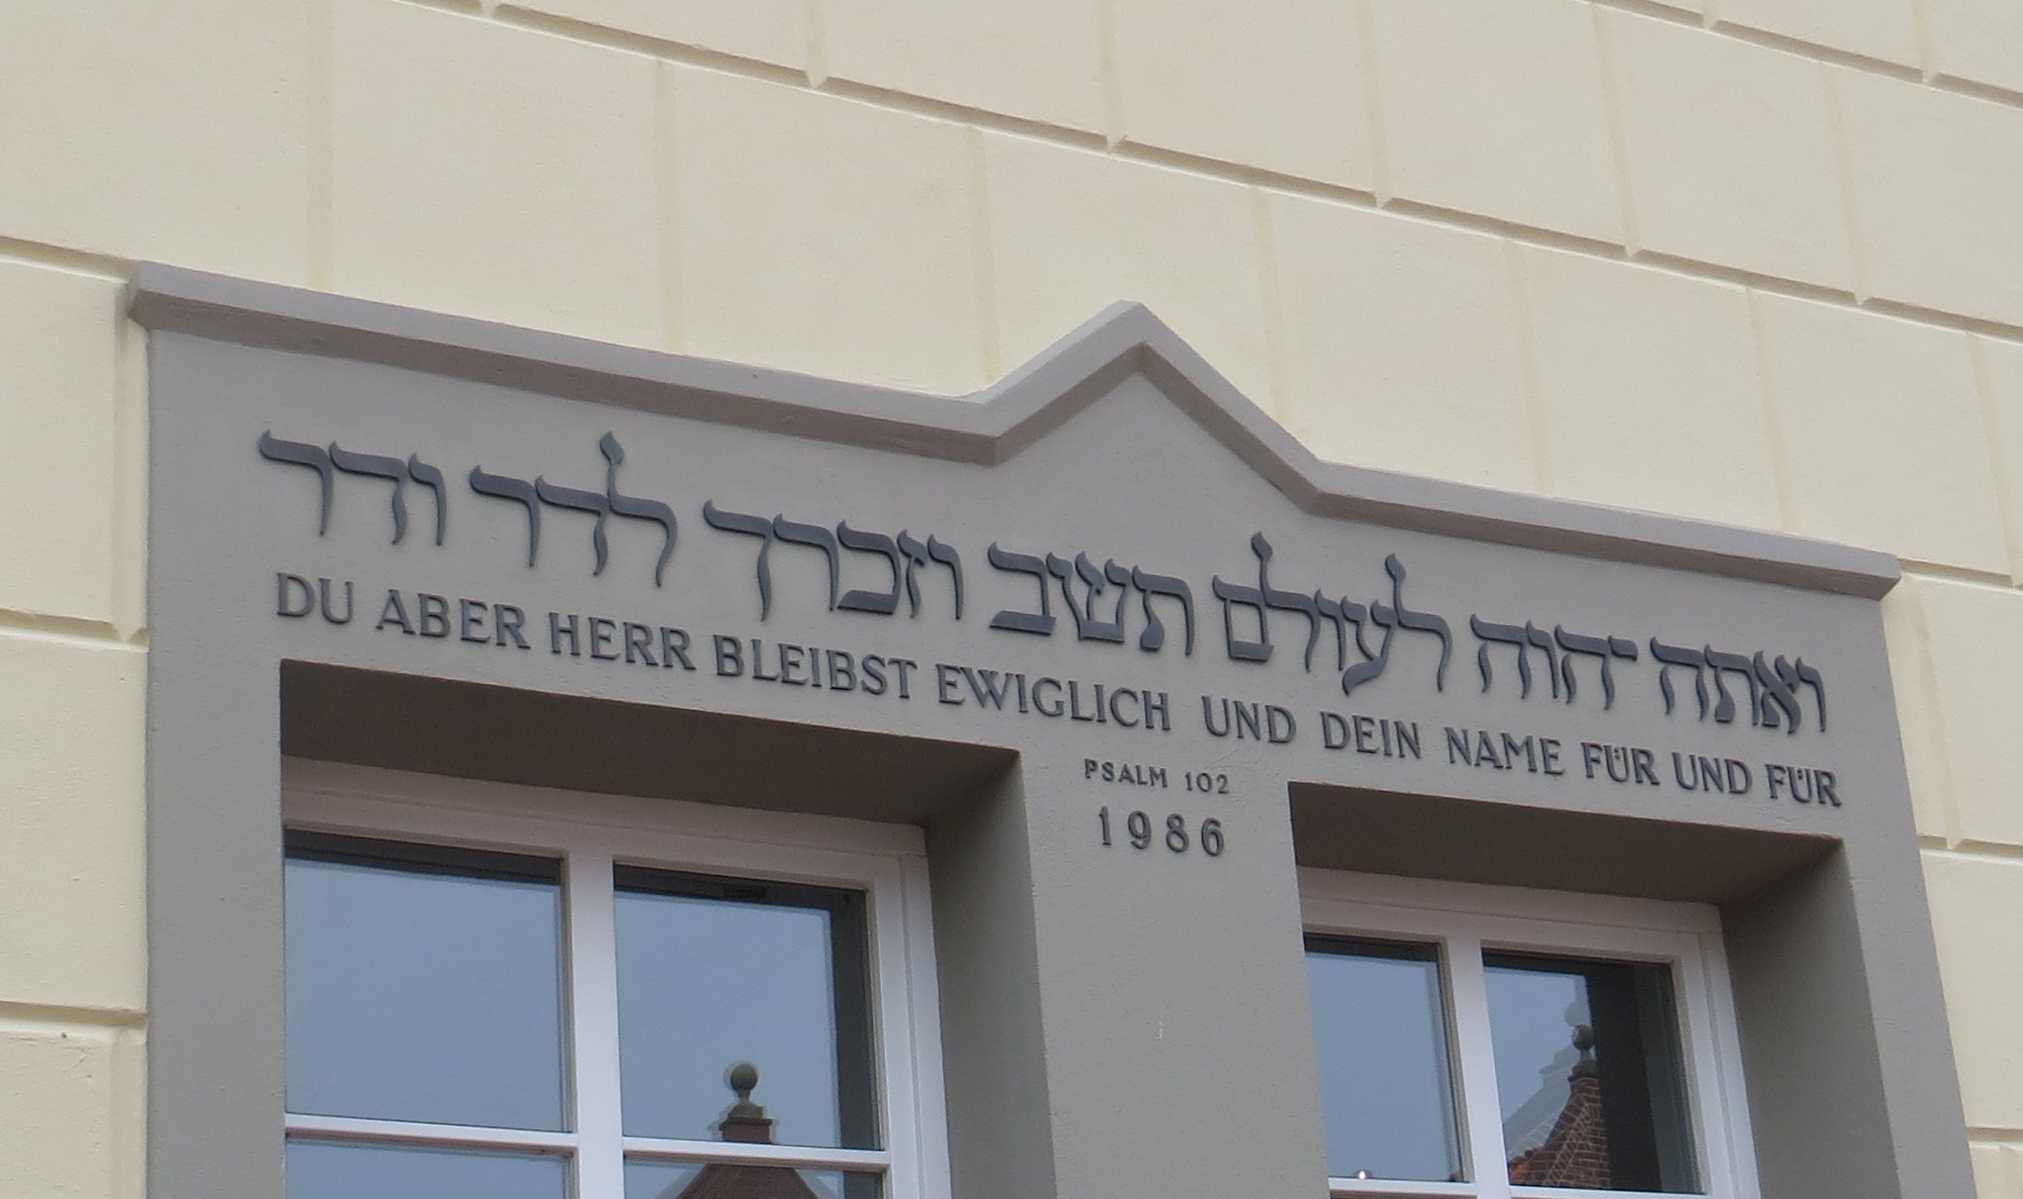 ואתה יהוה לעולם תשב וזכרך לדר ודר
DU ABER HERR BLEIBST EWIGLICH UND DEIN NAME FÜR UND FÜR
PSALM 102
1986